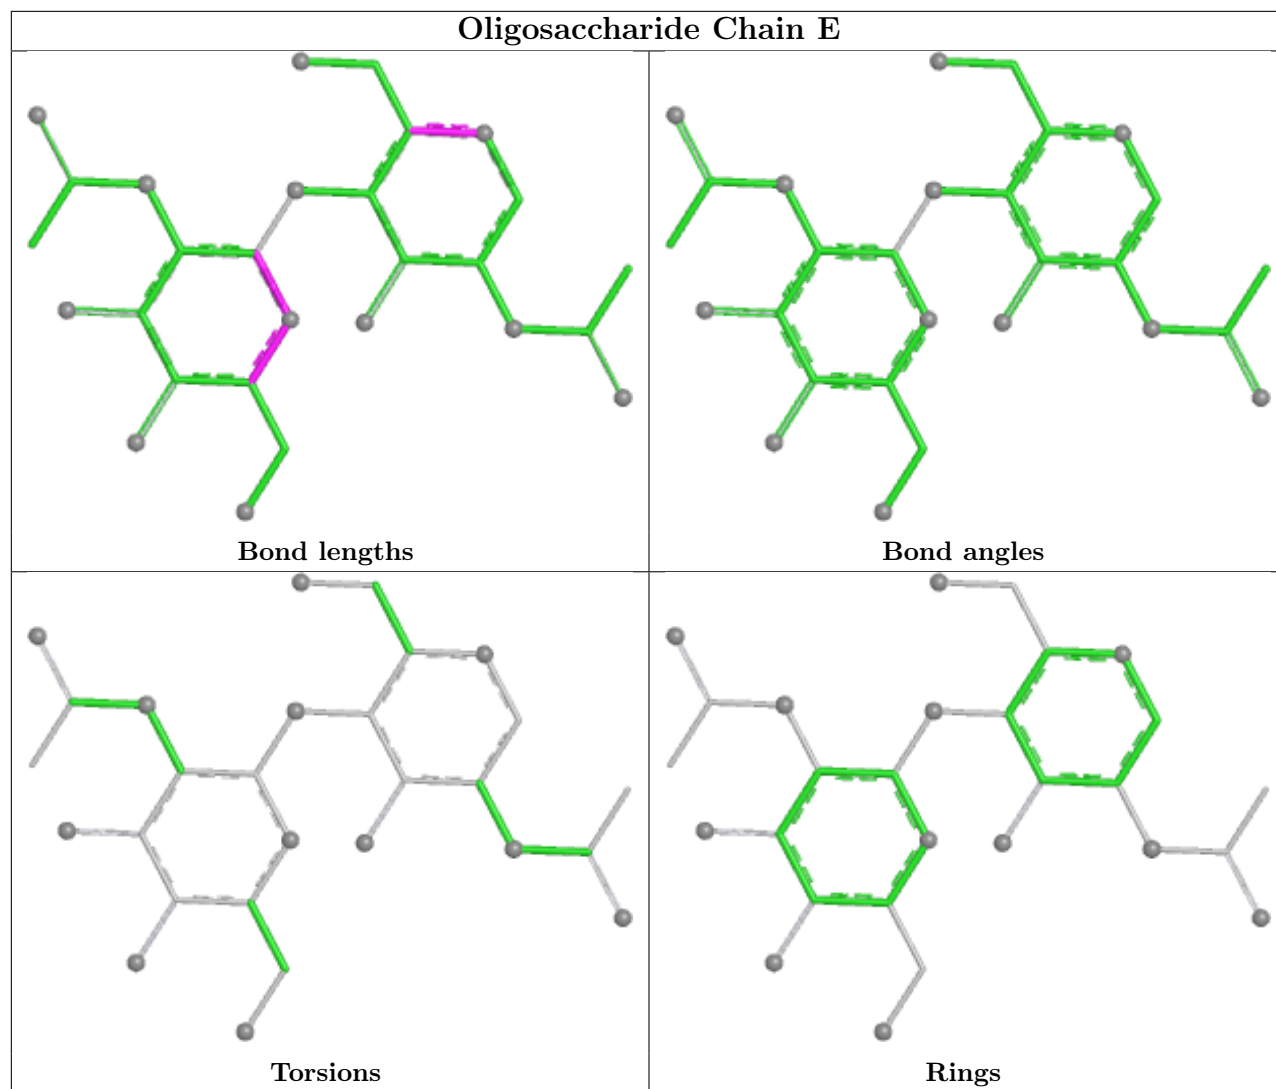 Oligosaccharide Chain E
Bond lengths
Bond angles
Torsions
Rings